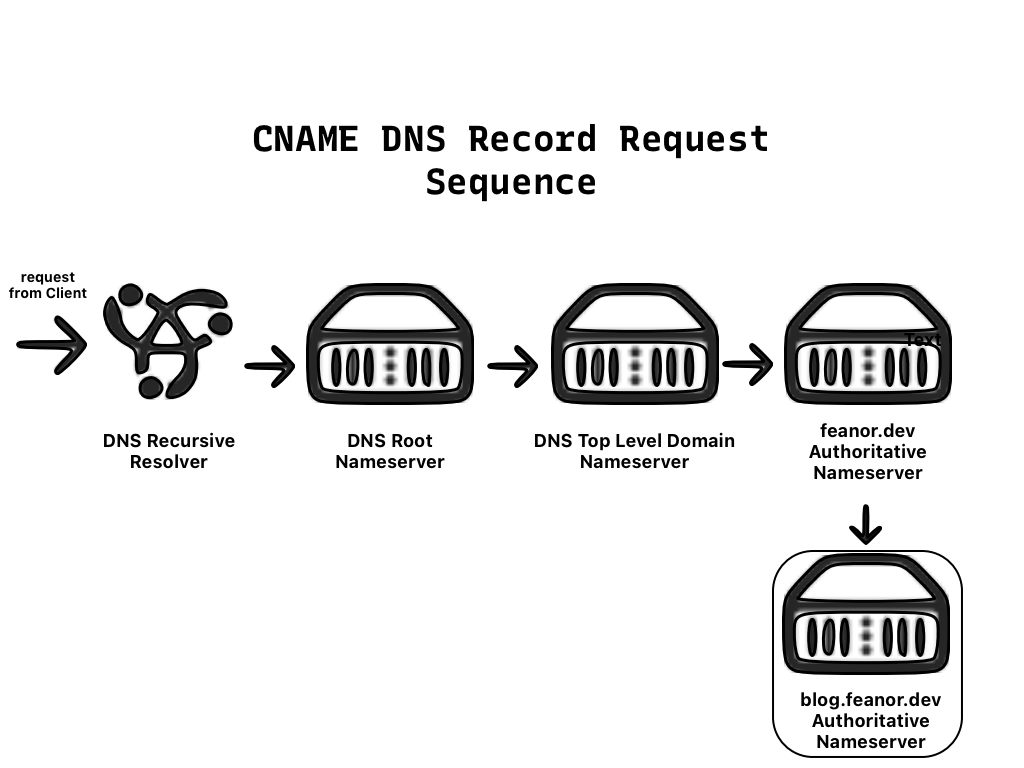 CNAME DNS Record Request
Sequence
request
from Client
Text
DNS Recursive
Resolver
DNS Root
Nameserver
DNS Top Level Domain
Nameserver
feanor.dev
Authoritative
Nameserver
blog.feanor.dev
Authoritative
Nameserver